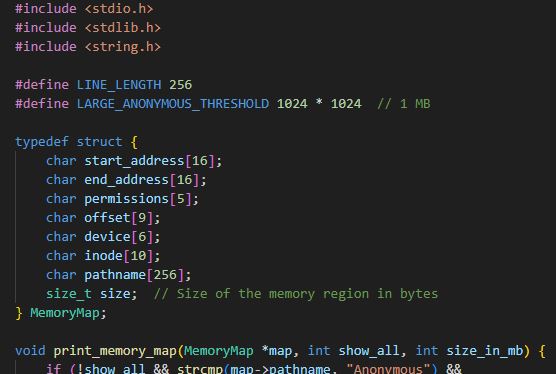 #include <stdio.h>
#include <stdlib.h>
#include <string.h>
#define LINE_LENGTH 256
#define LARGE_ANONYMOUS_THRESHOLD 1024 * 1024  // 1 MB
typedef struct {
    char start_address[16];
    char end_address[16];
    char permissions[5];
    char offset[9];
    char device[6];
    char inode[10];
    char pathname[256];
    size_t size;  // Size of the memory region in bytes
} MemoryMap;
void print_memory_map(MemoryMap *map, int show_all, int size_in_mb) {
    if (!show_all && strcmp(map->pathname, "Anonymous") &&